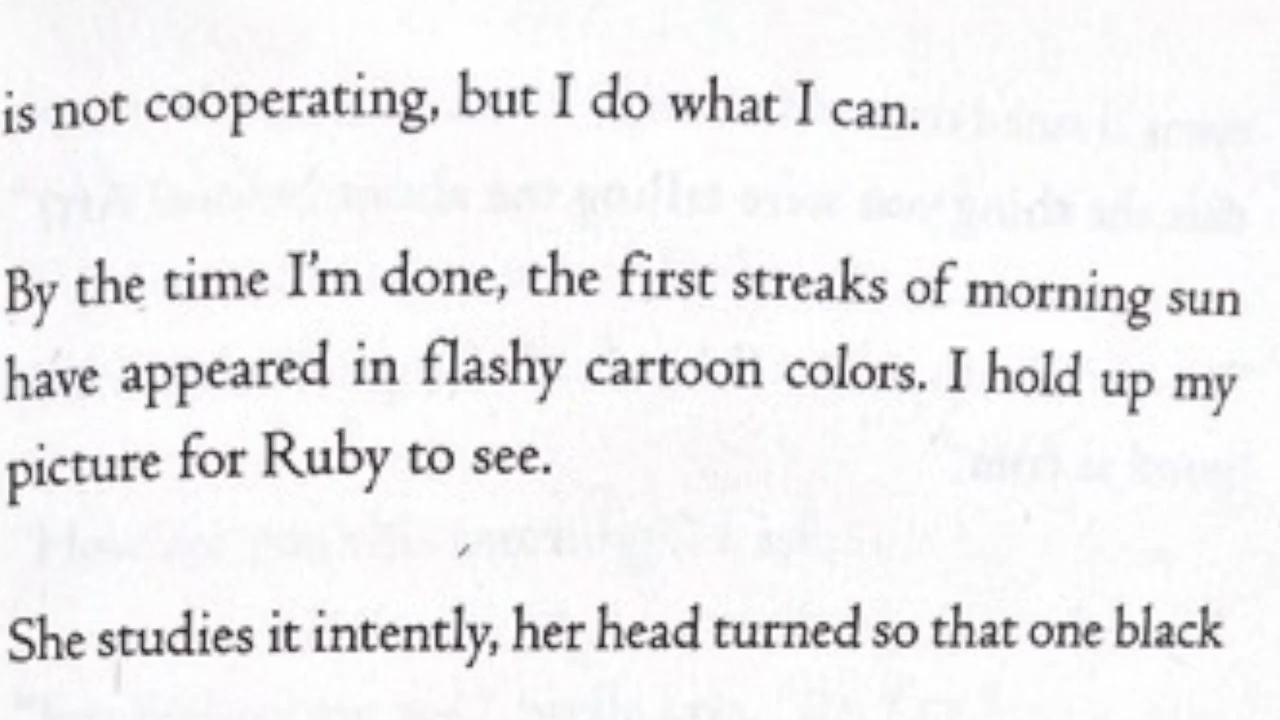 is not cooperating, but I do what I can.
By the time I'm done, the first streaks of morning sun
have appeared in flashy cartoon colors. I hold up my
picture for Ruby to see.
She studies it intently, her head turned so that one black